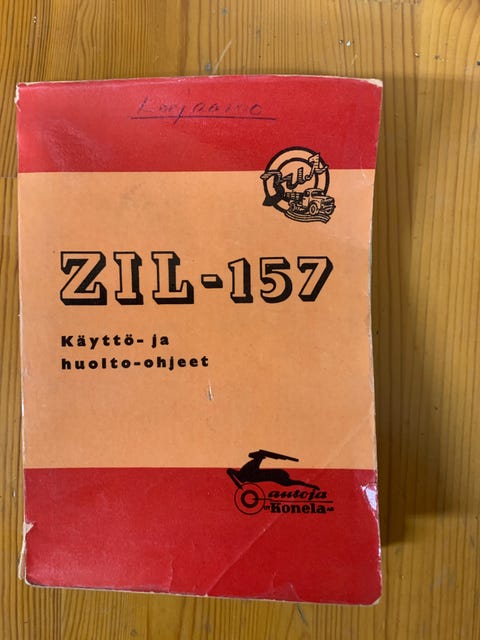 ZIL-157
Käyttö- ja
huolto-ohjeet
autoja
Konela